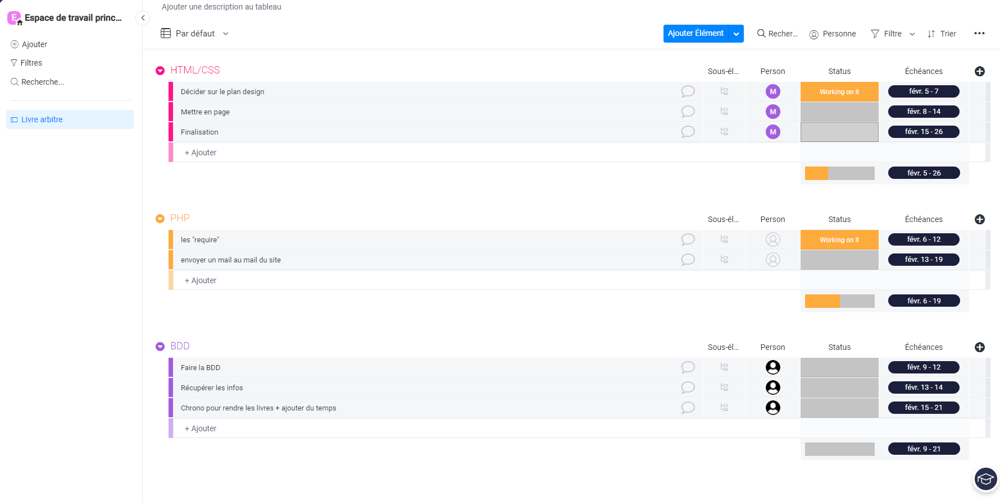 Ajouter une description au tableau
E
Espace de travail princ...
Ajouter
Filtres
Recherche...
Livre arbitre
Par défaut
Ajouter Élément
Recher...
Personne
Filtre
Trier
HTML/CSS Sous-él... Person Status Échéances
Décider sur le plan design M Working on it févr. 5 - 7
Mettre en page M févr. 8 - 14
Finalisation M févr. 15 - 26
+ Ajouter
févr. 5 - 26
PHP Sous-él... Person Status Échéances
les "require" Working on it févr. 6 - 12
envoyer un mail au mail du site févr. 13 - 19
+ Ajouter
févr. 6 - 19
BDD Sous-él... Person Status Échéances
Faire la BDD févr. 9 - 12
Récupérer les infos févr. 13 - 14
Chrono pour rendre les livres + ajouter du temps févr. 15 - 21
+ Ajouter
févr. 9 - 21